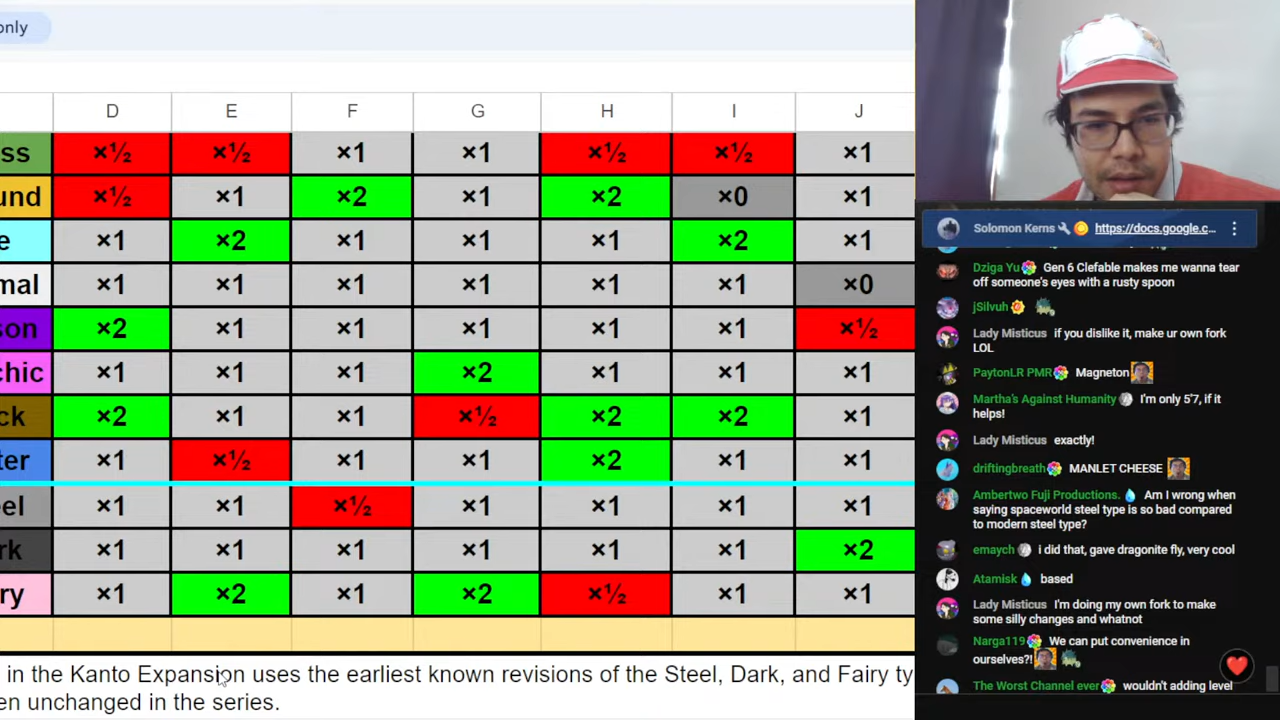 only
D E F G H I J
ss ×½ ×½ ×1 ×1 ×½ ×½ ×1
und ×½ ×1 ×2 ×1 ×2 ×0 ×1
e ×1 ×2 ×1 ×1 ×1 ×2 ×1
mal ×1 ×1 ×1 ×1 ×1 ×1 ×0
son ×2 ×1 ×1 ×1 ×1 ×1 ×½
chic ×1 ×1 ×1 ×2 ×1 ×1 ×1
ck ×2 ×1 ×1 ×½ ×2 ×2 ×1
ter ×1 ×½ ×1 ×1 ×2 ×1 ×1
eel ×1 ×1 ×½ ×1 ×1 ×1 ×1
rk ×1 ×1 ×1 ×1 ×1 ×1 ×2
ry ×1 ×2 ×1 ×2 ×½ ×1 ×1
in the Kanto Expansion uses the earliest known revisions of the Steel, Dark, and Fairy ty
en unchanged in the series.
Solomon Kerns https://docs.google.c...
Dziga Yu Gen 6 Clefable makes me wanna tear
off someone's eyes with a rusty spoon
jSilvuh
Lady Misticus if you dislike it, make ur own fork
LOL
PaytonLR PMR Magneton
Martha's Against Humanity I'm only 5'7, if it
helps!
Lady Misticus exactly!
driftingbreath MANLET CHEESE
Ambertwo Fuji Productions. Am I wrong when
saying spaceworld steel type is so bad compared
to modern steel type?
emaych i did that, gave dragonite fly, very cool
Atamisk based
Lady Misticus I'm doing my own fork to make
some silly changes and whatnot
Narga119 We can put convenience in
ourselves?!
The Worst Channel ever wouldn't adding level